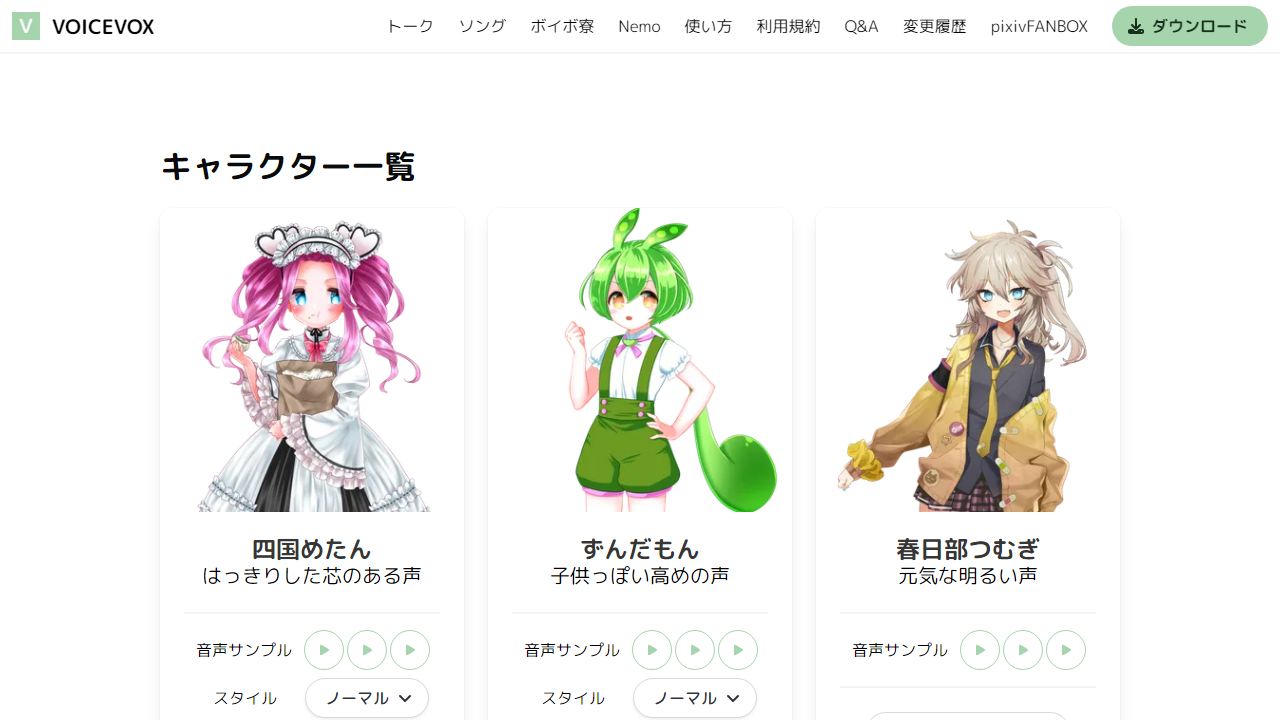 V VOICEVOX トーク ソング ボイボ寮 Nemo 使い方 利用規約 Q&A 変更履歴 pixivFANBOX ダウンロード
キャラクター一覧
四国めたん
はっきりした芯のある声
音声サンプル
スタイル ノーマル
ずんだもん
子供っぽい高めの声
音声サンプル
スタイル ノーマル
春日部つむぎ
元気な明るい声
音声サンプル